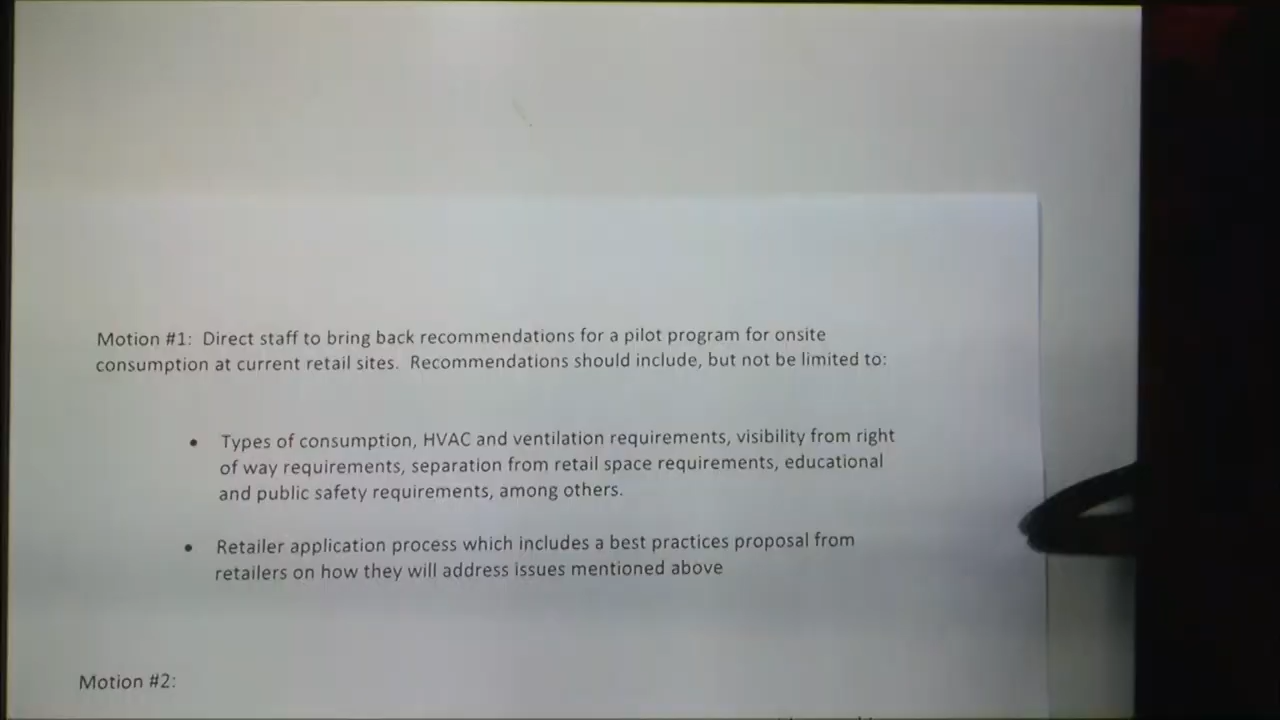 Motion #1: Direct staff to bring back recommendations for a pilot program for onsite
consumption at current retail sites. Recommendations should include, but not be limited to:
• Types of consumption, HVAC and ventilation requirements, visibility from right
of way requirements, separation from retail space requirements, educational
and public safety requirements, among others.
• Retailer application process which includes a best practices proposal from
retailers on how they will address issues mentioned above
Motion #2: